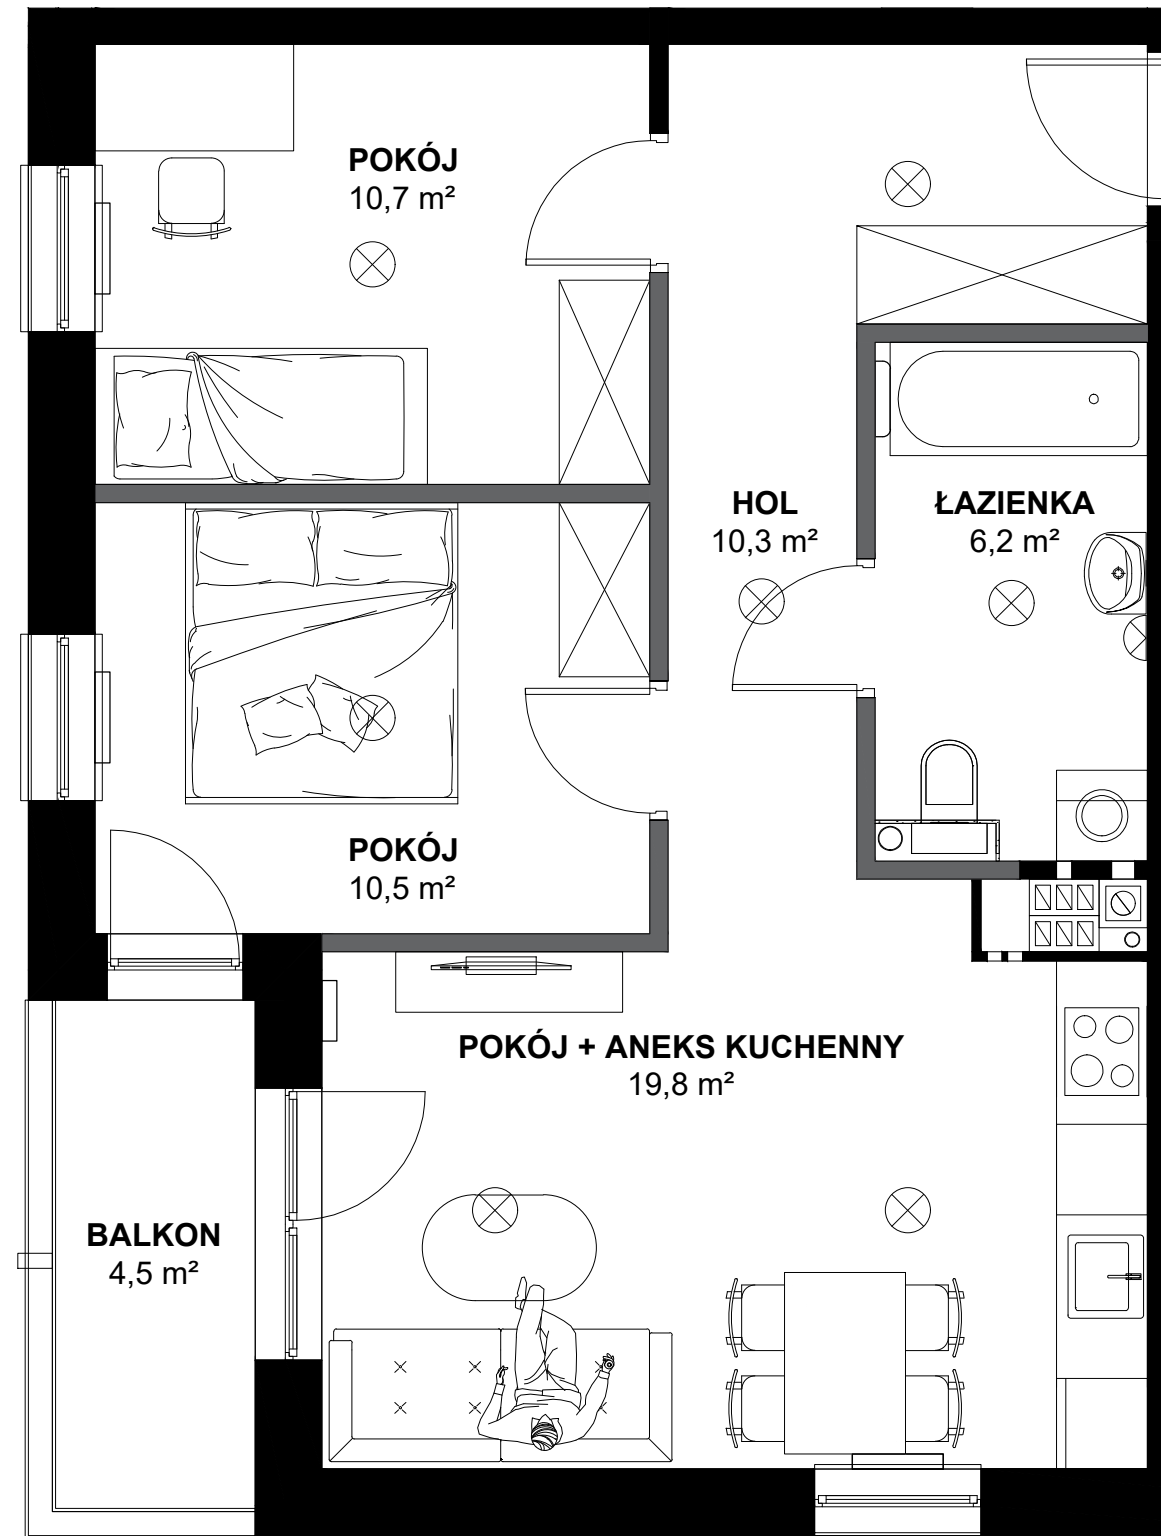 POKÓJ
10,7 m²
HOL
10,3 m²
ŁAZIENKA
6,2 m²
POKÓJ
10,5 m²
POKÓJ + ANEKS KUCHENNY
19,8 m²
BALKON
4,5 m²